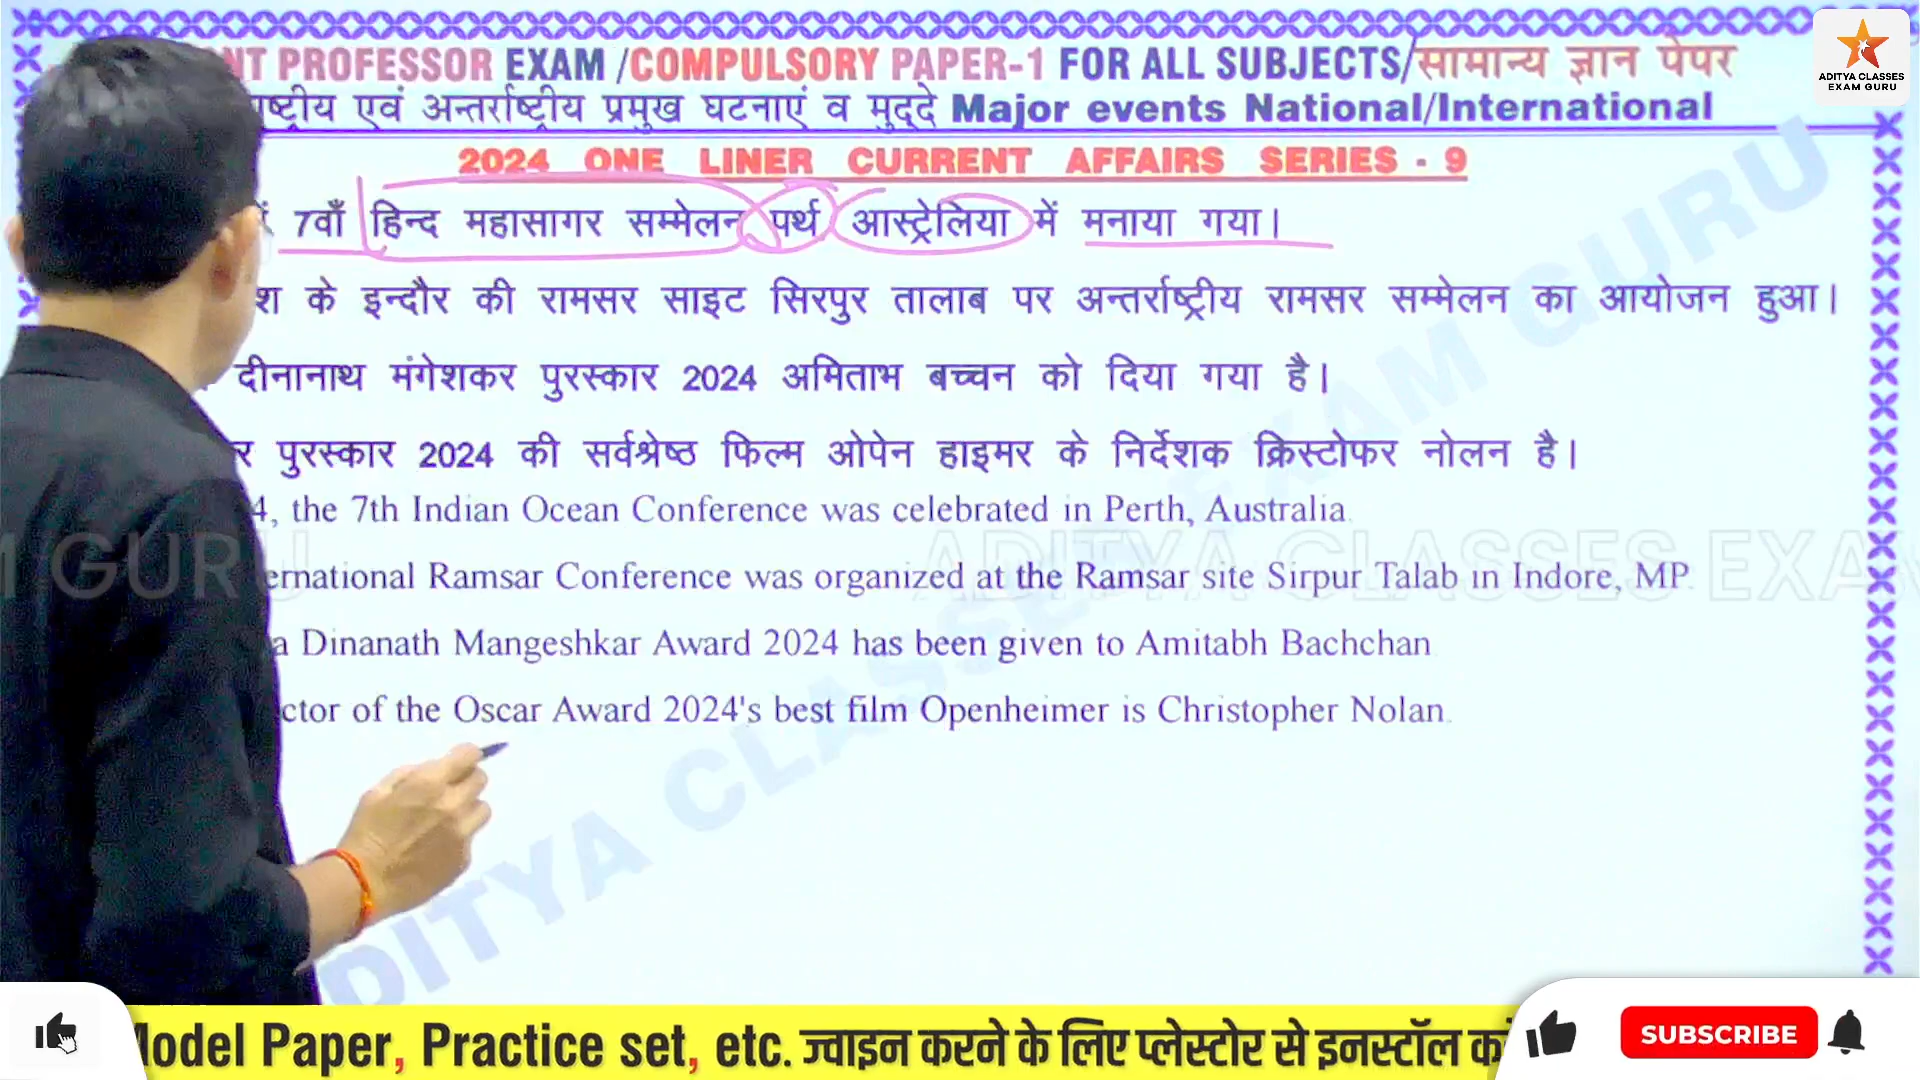 NT PROFESSOR EXAM /COMPULSORY PAPER-1 FOR ALL SUBJECTS/सामान्य ज्ञान पेपर
ADITYA CLASSES
EXAM GURU
एवं अन्तर्राष्ट्रीय प्रमुख घटनाएं व मुद्दे Major events National/International
2024 ONE LINER CURRENT AFFAIRS SERIES - 9
7वाँ हिन्द महासागर सम्मेलन पर्थ आस्ट्रेलिया में मनाया गया।
श के इन्दौर की रामसर साइट सिरपुर तालाब पर अन्तर्राष्ट्रीय रामसर सम्मेलन का आयोजन हुआ।
दीनानाथ मंगेशकर पुरस्कार 2024 अमिताभ बच्चन को दिया गया है।
र पुरस्कार 2024 की सर्वश्रेष्ठ फिल्म ओपेन हाइमर के निर्देशक क्रिस्टोफर नोलन है।
4, the 7th Indian Ocean Conference was celebrated in Perth, Australia
ernational Ramsar Conference was organized at the Ramsar site Sirpur Talab in Indore, MP
a Dinanath Mangeshkar Award 2024 has been given to Amitabh Bachchan
ctor of the Oscar Award 2024's best film Openheimer is Christopher Nolan.
M GURU ADITYA CLASSES EXA
DITYA CLASSES EXAM GURU
Model Paper, Practice set, etc. ज्वाइन करने के लिए प्लेस्टोर से इनस्टॉल
SUBSCRIBE